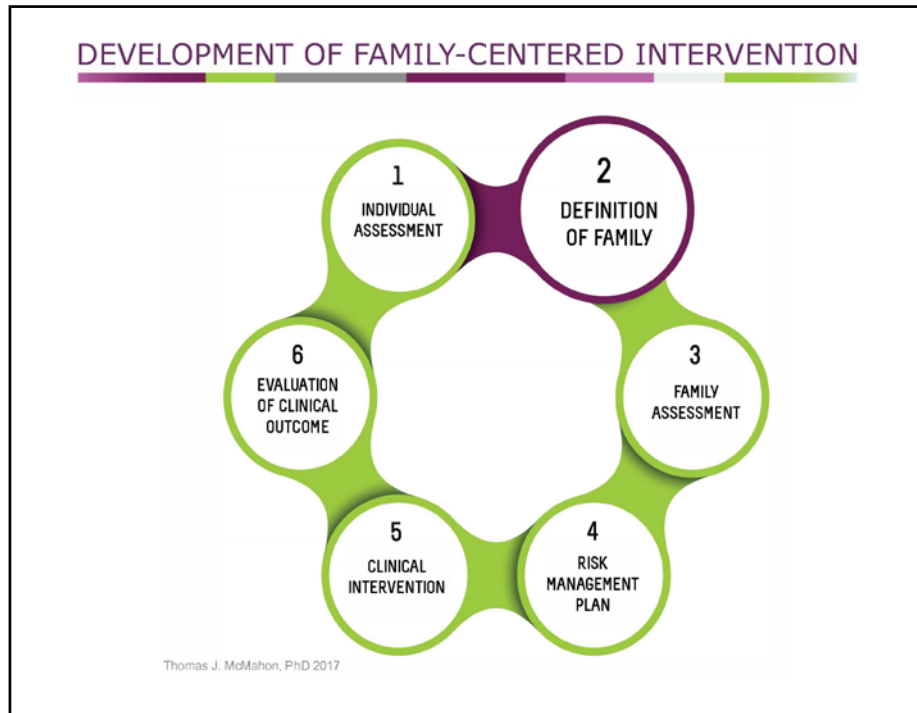 DEVELOPMENT OF FAMILY-CENTERED INTERVENTION
1
INDIVIDUAL
ASSESSMENT
2
DEFINITION
OF FAMILY
3
FAMILY
ASSESSMENT
4
RISK
MANAGEMENT
PLAN
5
CLINICAL
INTERVENTION
6
EVALUATION
OF CLINICAL
OUTCOME
Thomas J. McMahon, PhD 2017